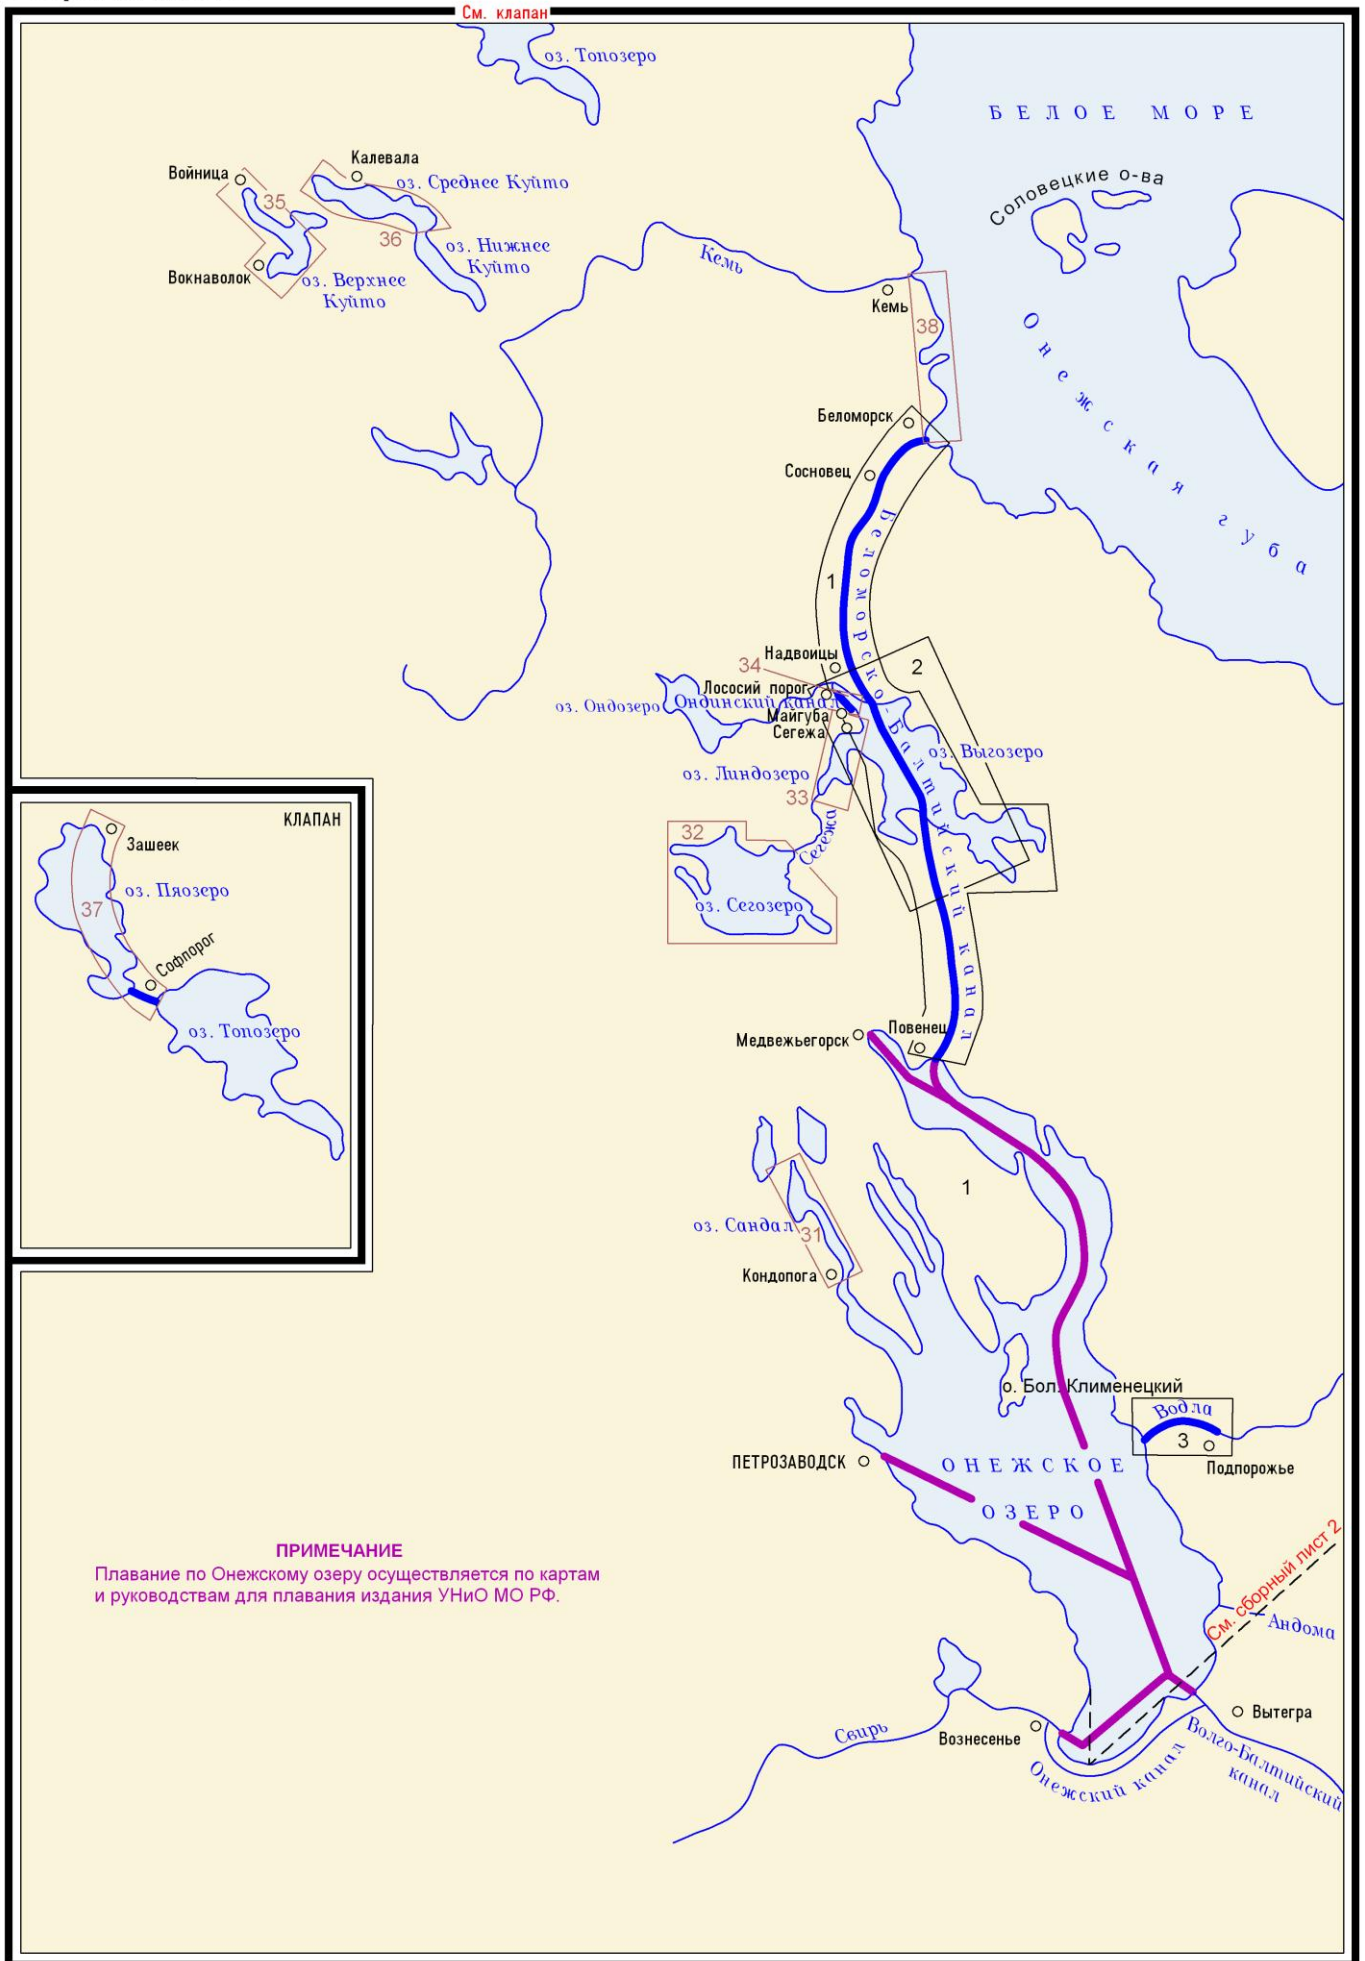 См. клапан
оз. Топозеро
БЕЛОЕ МОРЕ
Соловецкие о-ва
Войница
Калевала
35
оз. Среднее Куйто
36
оз. Нижнее
Куйто
Вокнаволок
оз. Верхнее
Куйто
Кемь
Кемь
38
Онежская губа
Беломорск
Сосновец
Беломорско-Балтийский канал
1
Надвоицы
34
2
Лососий порог
оз. Ондозеро
Ондинский канал
Майгуба
Сегежа
оз. Выгозеро
оз. Линдозеро
33
32
Сегежа
оз. Сегозеро
КЛАПАН
Зашеек
оз. Пяозеро
37
Софпорог
оз. Топозеро
Повенец
Медвежьегорск
1
оз. Сандал
31
Кондопога
о. Бол. Клименецкий
Водла
3
Подпорожье
ПЕТРОЗАВОДСК
ОНЕЖСКОЕ
ОЗЕРО
ПРИМЕЧАНИЕ
Плавание по Онежскому озеру осуществляется по картам
и руководствам для плавания издания УНиО МО РФ.
См. сборный лист 2
Андома
Свирь
Вознесенье
Вытегра
Онежский канал
Волго-Балтийский
канал